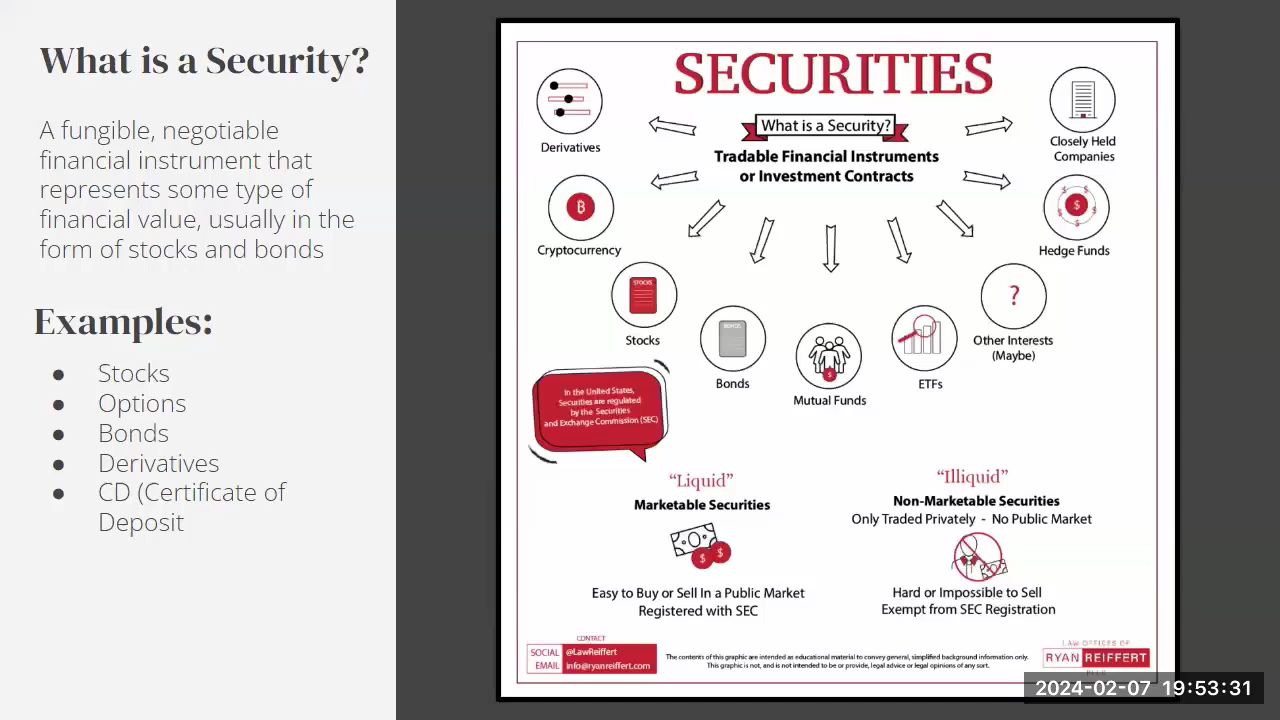 What is a Security?
A fungible, negotiable
financial instrument that
represents some type of
financial value, usually in the
form of stocks and bonds
Examples:
● Stocks
● Options
● Bonds
● Derivatives
● CD (Certificate of
Deposit
SECURITIES
What is a Security?
Tradable Financial Instruments
or Investment Contracts
Derivatives
Cryptocurrency
STOCKS
Stocks
BONDS
Bonds
$
Mutual Funds
ETFs
?
Other Interests
(Maybe)
$
Hedge Funds
Closely Held
Companies
In the United States,
Securities are regulated
by the Securities
and Exchange Commission (SEC)
“Liquid”
Marketable Securities
$ $
Easy to Buy or Sell In a Public Market
Registered with SEC
“Illiquid”
Non-Marketable Securities
Only Traded Privately - No Public Market
Hard or Impossible to Sell
Exempt from SEC Registration
CONTACT
SOCIAL @LawReiffert
EMAIL info@ryanreiffert.com
The contents of this graphic are intended as educational material to convey general, simplified background information only.
This graphic is not, and is not intended to be or provide, legal advice or legal opinions of any sort.
LAW OFFICES OF
RYAN REIFFERT
2024-02-07 19:53:31